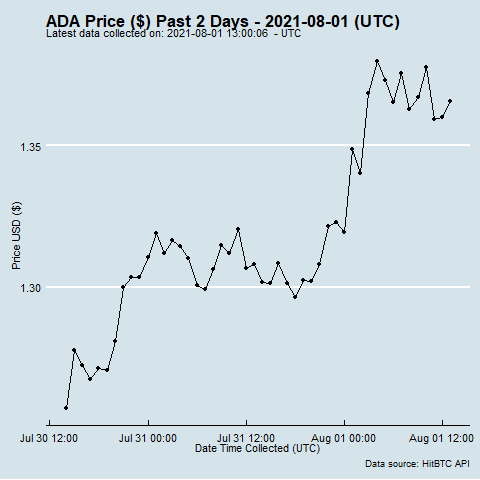 ADA Price ($) Past 2 Days - 2021-08-01 (UTC)
Latest data collected on: 2021-08-01 13:00:06  - UTC
1.35
Price USD ($)
1.30
Jul 30 12:00 Jul 31 00:00 Jul 31 12:00 Aug 01 00:00 Aug 01 12:00
Date Time Collected (UTC)
Data source: HitBTC API